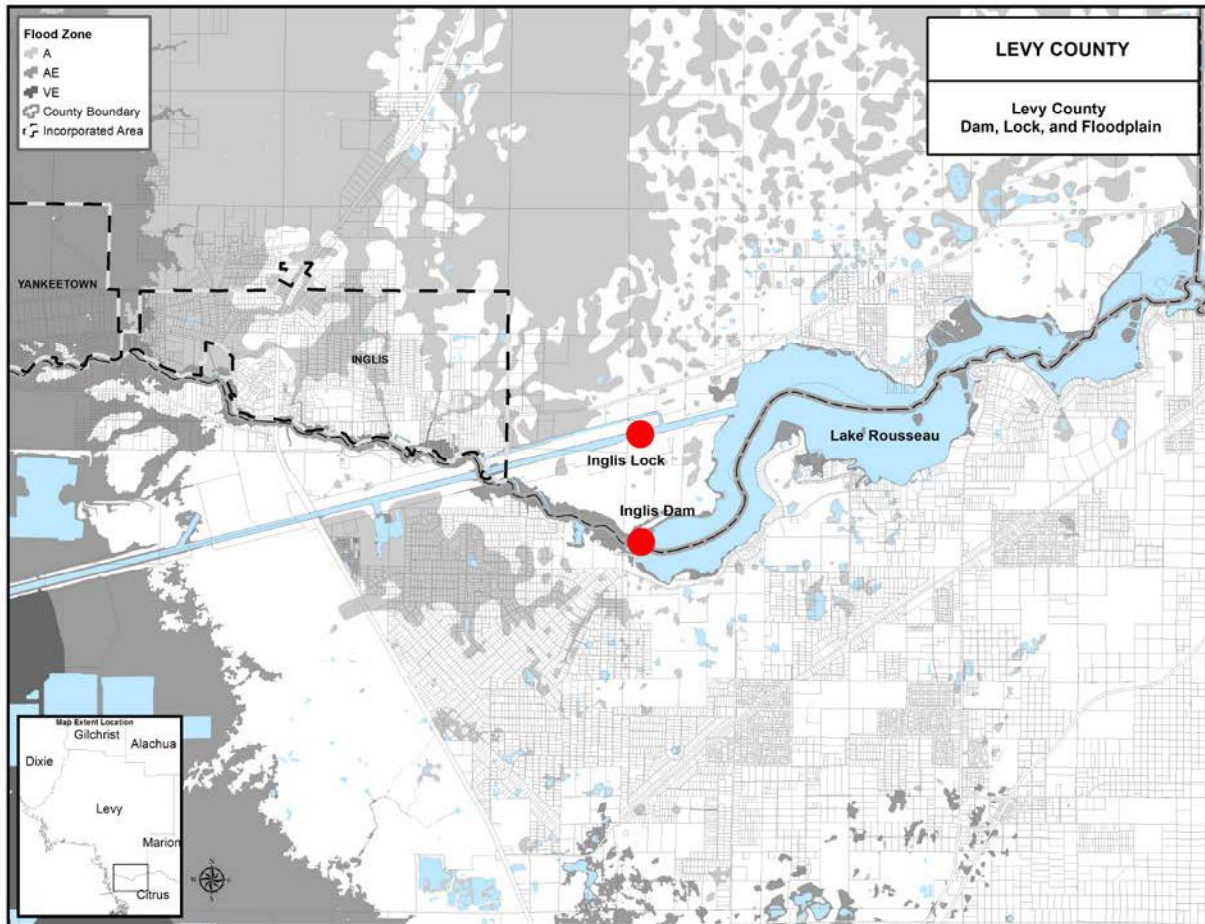 Flood Zone
A
AE
VE
County Boundary
Incorporated Area
LEVY COUNTY
Levy County
Dam, Lock, and Floodplain
YANKEETOWN
INGLIS
Inglis Lock
Lake Rousseau
Inglis Dam
Map Extent Location
Gilchrist
Alachua
Dixie
Levy
Marion
Citrus
N
W
E
S